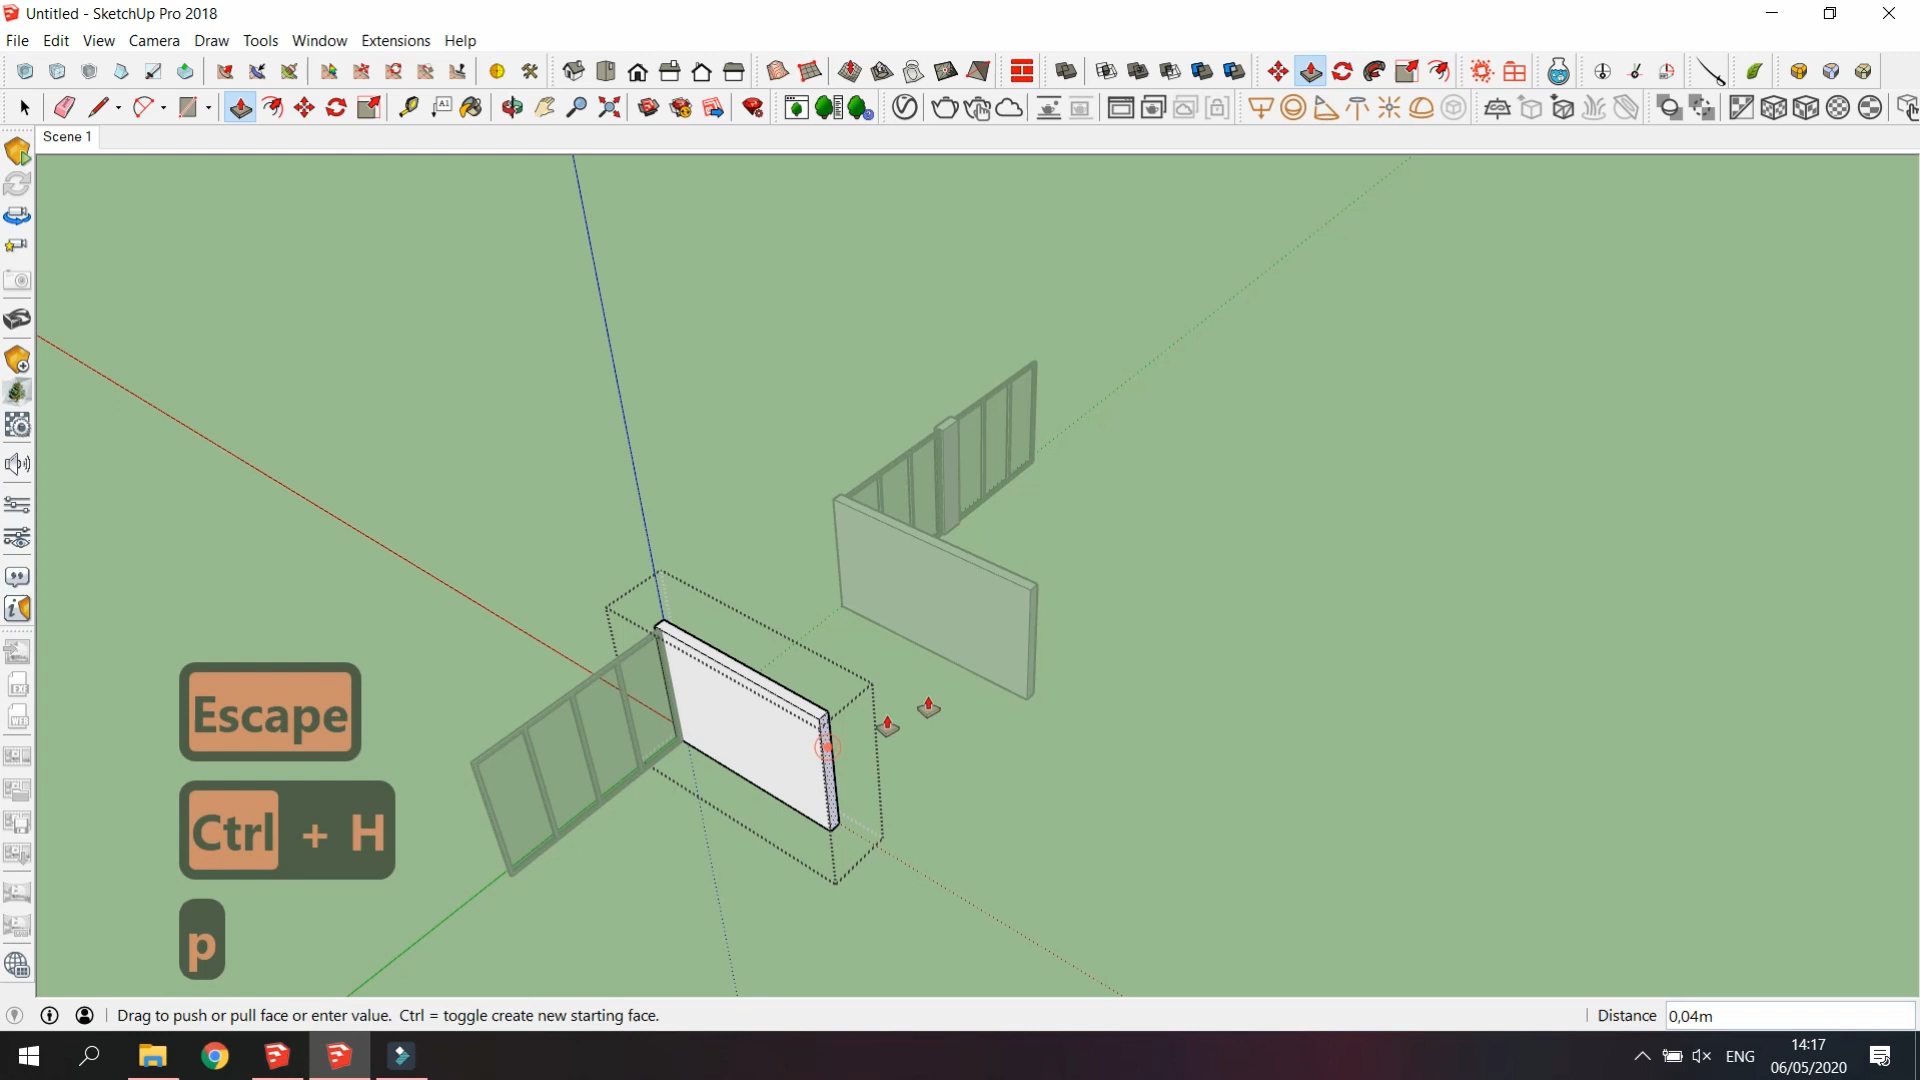 Untitled - SketchUp Pro 2018
File Edit View Camera Draw Tools Window Extensions Help
A1
Scene 1
Escape
Ctrl + H
p
Drag to push or pull face or enter value. Ctrl = toggle create new starting face.
Distance 0,04m
ENG
14:17
06/05/2020